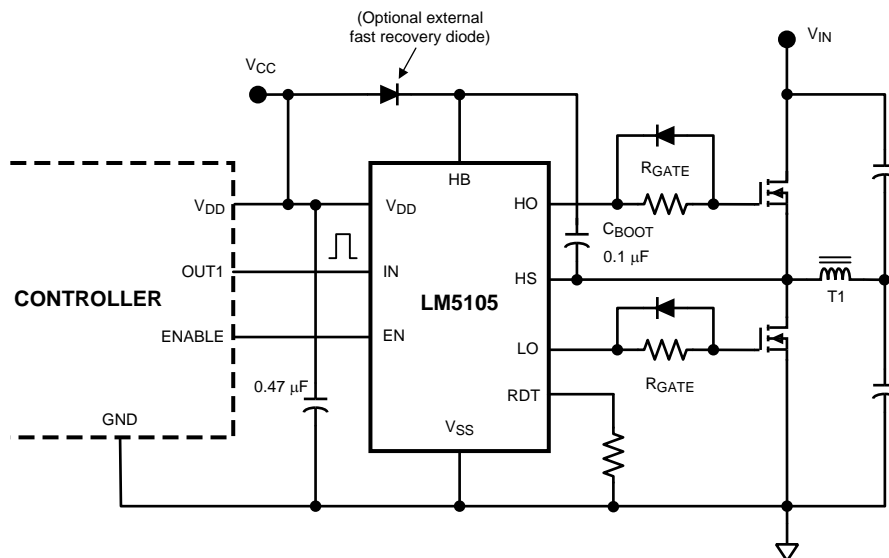 (Optional external
fast recovery diode)
VCC
VIN
HB
RGATE
VDD
VDD
HO
CBOOT
0.1 μF
OUT1
IN
HS
CONTROLLER
LM5105
T1
ENABLE
EN
LO
0.47 μF
RGATE
RDT
GND
VSS